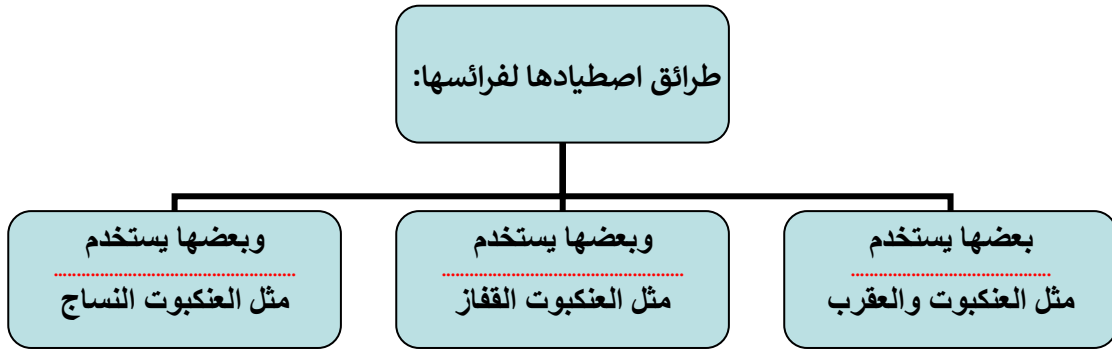 طرائق اصطيادها لفرائسها:
بعضها يستخدم
..............................
مثل العنكبوت والعقرب
وبعضها يستخدم
..............................
مثل العنكبوت القفاز
وبعضها يستخدم
..............................
مثل العنكبوت النساج